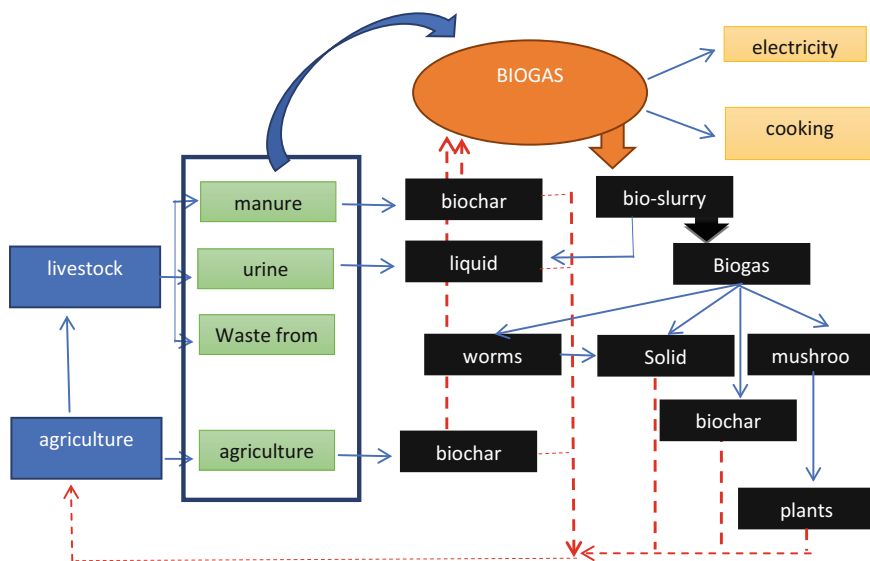 electricity
BIOGAS
cooking
manure
biochar
bio-slurry
livestock
urine
liquid
Biogas
Waste from
worms
Solid
mushroo
biochar
agriculture
agriculture
biochar
plants